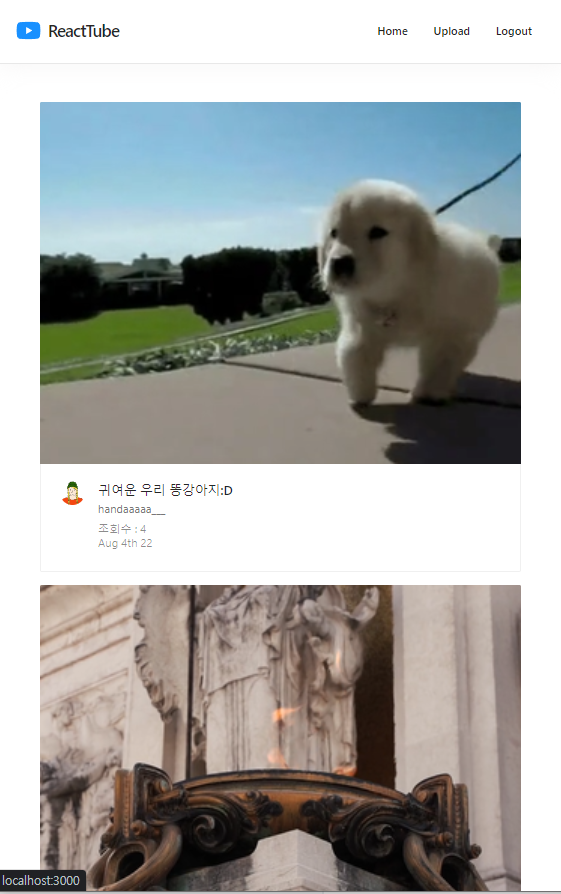 ReactTube
Home Upload Logout
귀여운 우리 똥강아지:D
handaaaaa___
조회수 : 4
Aug 4th 22
localhost:3000